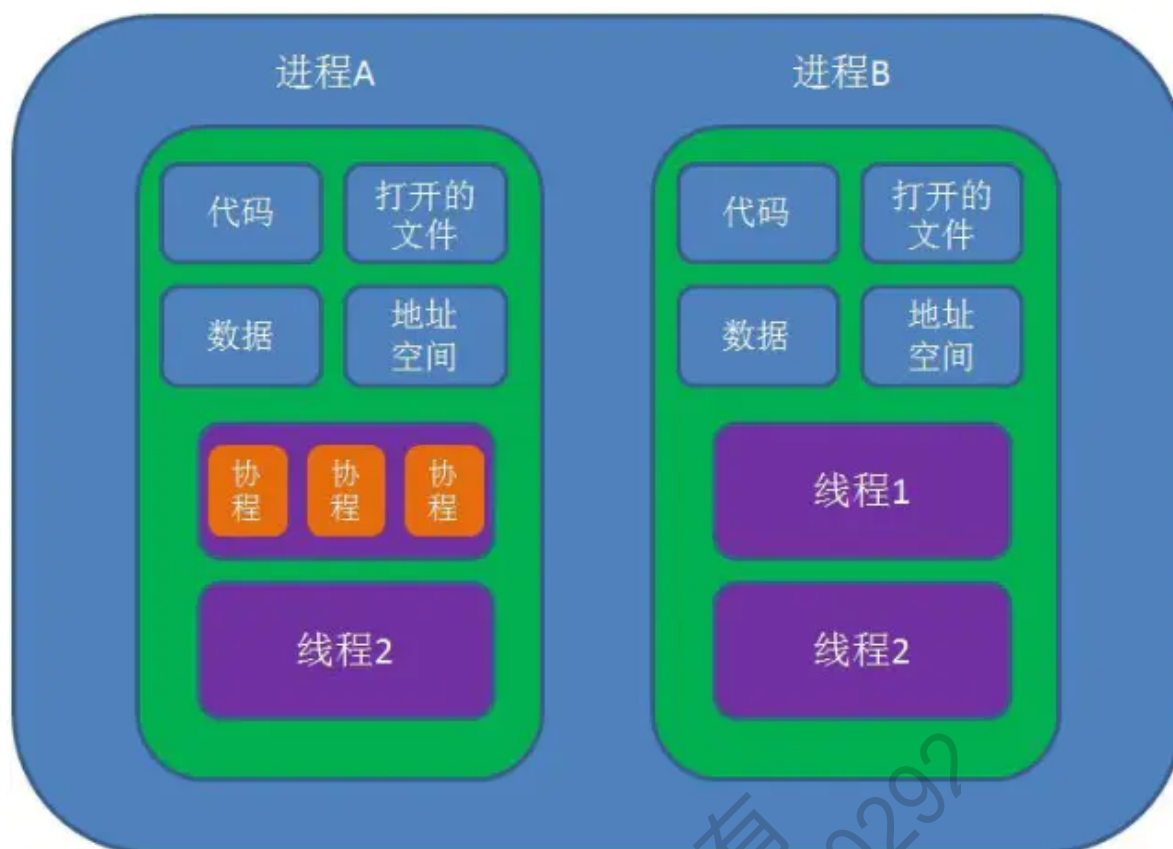 进程A
进程B
代码
打开的
文件
代码
打开的
文件
数据
地址
空间
数据
地址
空间
协
程
协
程
协
程
线程1
线程2
线程2
有
0292